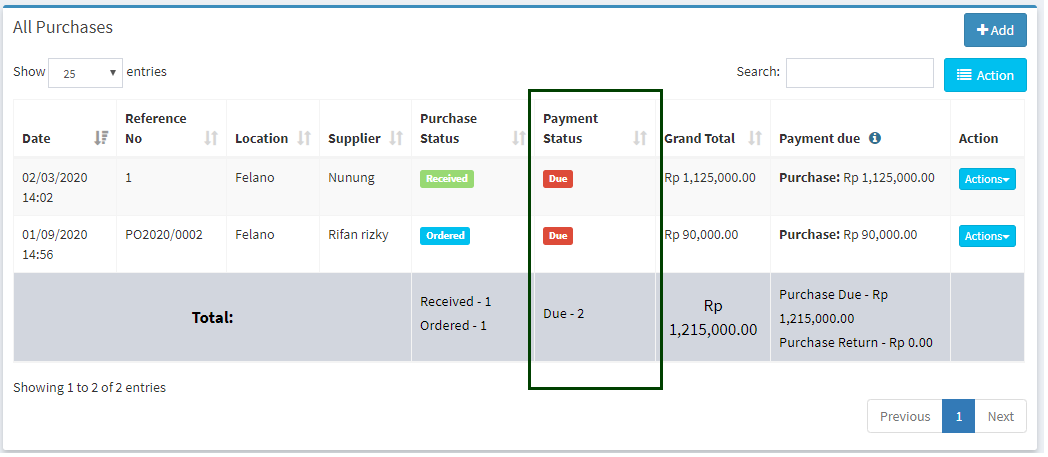 All Purchases
Add
Show 25 entries
Search:
Action
Date
Reference
No
Location
Supplier
Purchase
Status
Payment
Status
Grand Total
Payment due
Action
02/03/2020
14:02
1
Felano
Nunung
Received
Due
Rp 1,125,000.00
Purchase: Rp 1,125,000.00
Actions
01/09/2020
14:56
PO2020/0002
Felano
Rifan rizky
Ordered
Due
Rp 90,000.00
Purchase: Rp 90,000.00
Actions
Total:
Received - 1
Ordered - 1
Due - 2
Rp
1,215,000.00
Purchase Due - Rp
1,215,000.00
Purchase Return - Rp 0.00
Showing 1 to 2 of 2 entries
Previous 1 Next